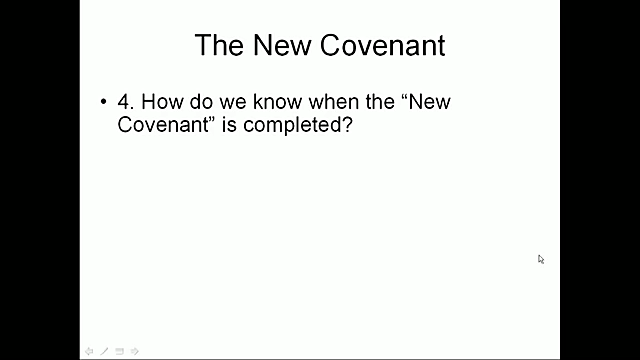 The New Covenant
• 4. How do we know when the “New
Covenant” is completed?